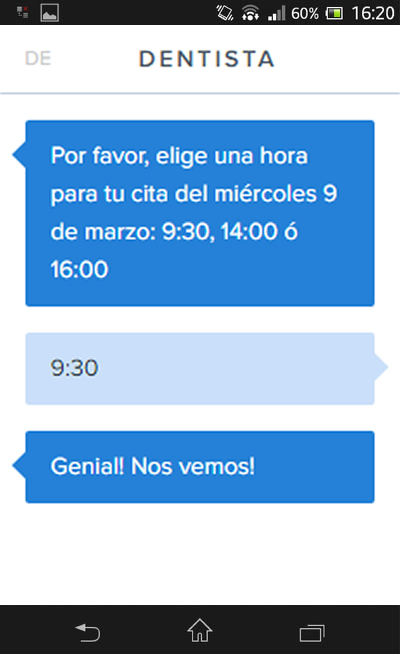 60% 16:20
DE DENTISTA
Por favor, elige una hora
para tu cita del miércoles 9
de marzo: 9:30, 14:00 ó
16:00
9:30
Genial! Nos vemos!